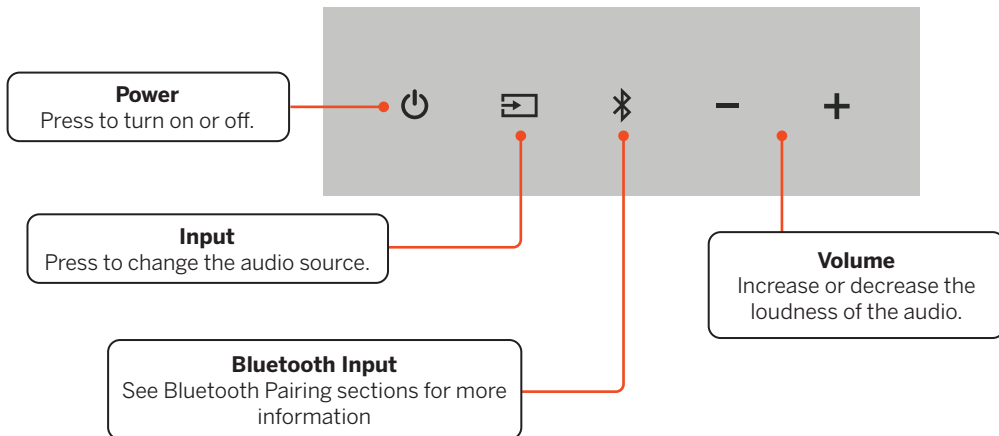 Power
Press to turn on or off.
Input
Press to change the audio source.
Volume
Increase or decrease the
loudness of the audio.
Bluetooth Input
See Bluetooth Pairing sections for more
information